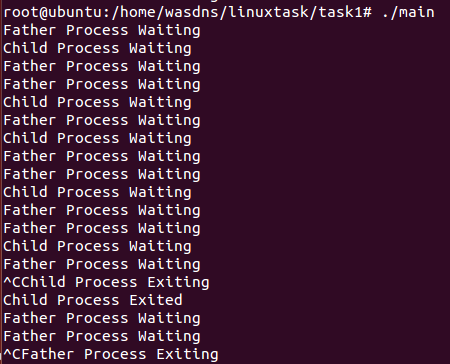 root@ubuntu:/home/wasdns/linuxtask/task1# ./main
Father Process Waiting
Child Process Waiting
Father Process Waiting
Father Process Waiting
Child Process Waiting
Father Process Waiting
Child Process Waiting
Father Process Waiting
Father Process Waiting
Child Process Waiting
Father Process Waiting
Father Process Waiting
Child Process Waiting
Father Process Waiting
^CChild Process Exiting
Child Process Exited
Father Process Waiting
Father Process Waiting
^CFather Process Exiting